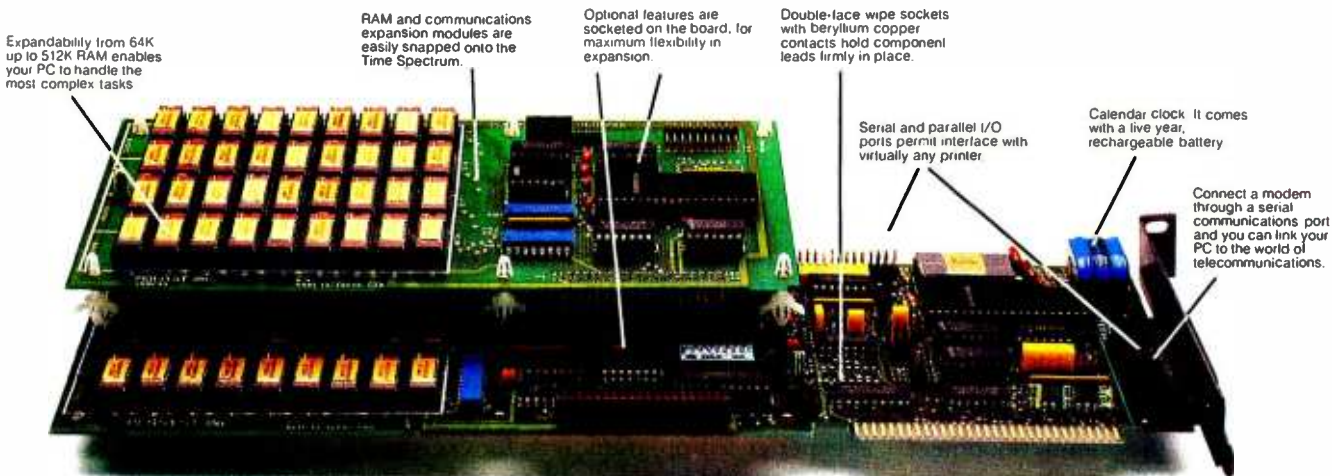 Expandability from 64K
up to 512K RAM enables
your PC to handle the
most complex tasks
RAM and communications
expansion modules are
easily snapped onto the
Time Spectrum.
Optional features are
socketed on the board, for
maximum flexibility in
expansion.
Double-face wipe sockets
with beryllium copper
contacts hold component
leads firmly in place.
Serial and parallel I/O
ports permit interface with
virtually any printer
Calendar clock It comes
with a live year,
rechargeable battery
Connect a modem
through a serial
communications port
and you can link your
PC to the world of
telecommunications.